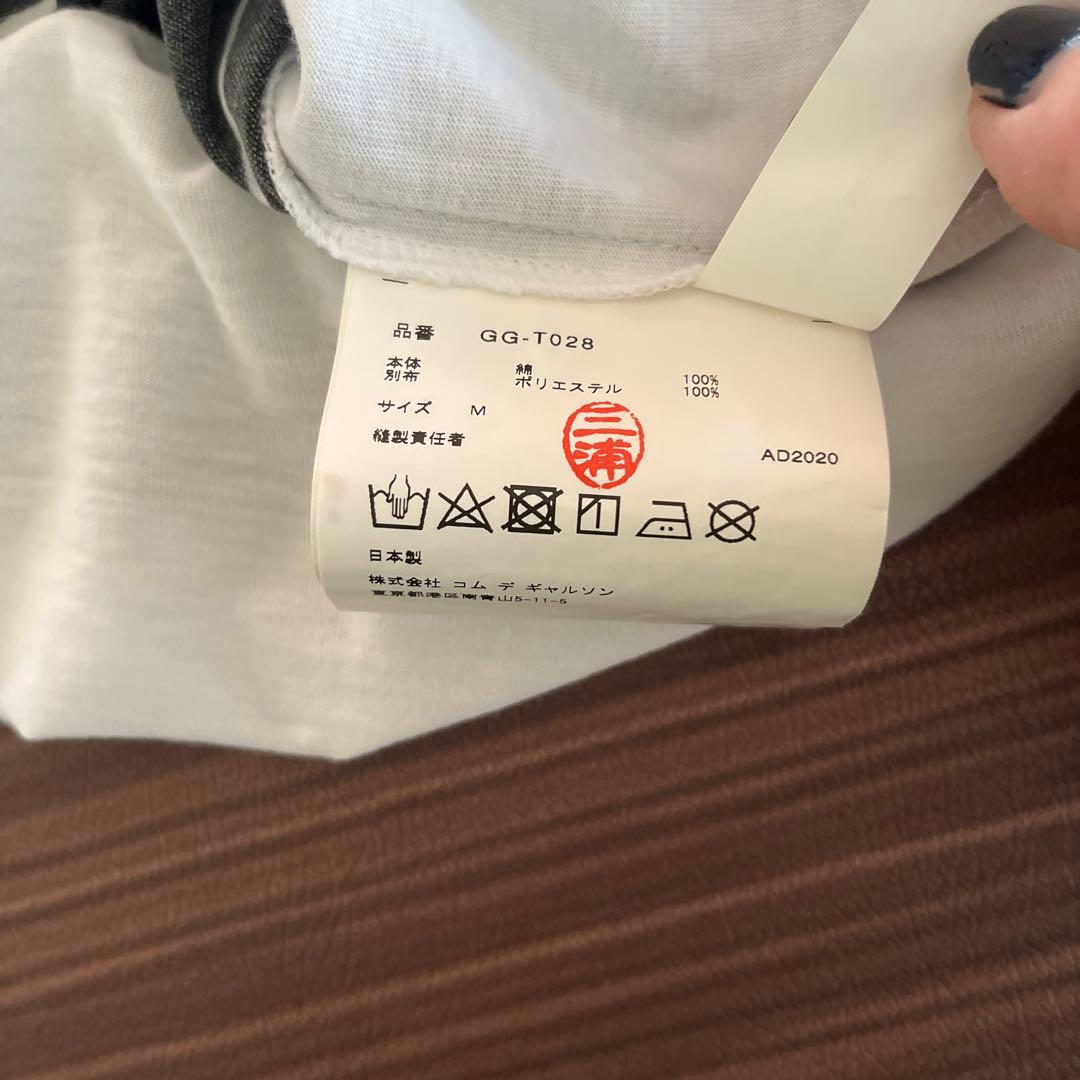 品番 GG-T028
本体 綿 100%
別布 ポリエステル 100%
サイズ M
縫製責任者 三浦 AD2020
日本製
株式会社 コム デ ギャルソン
東京都港区南青山5-11-5